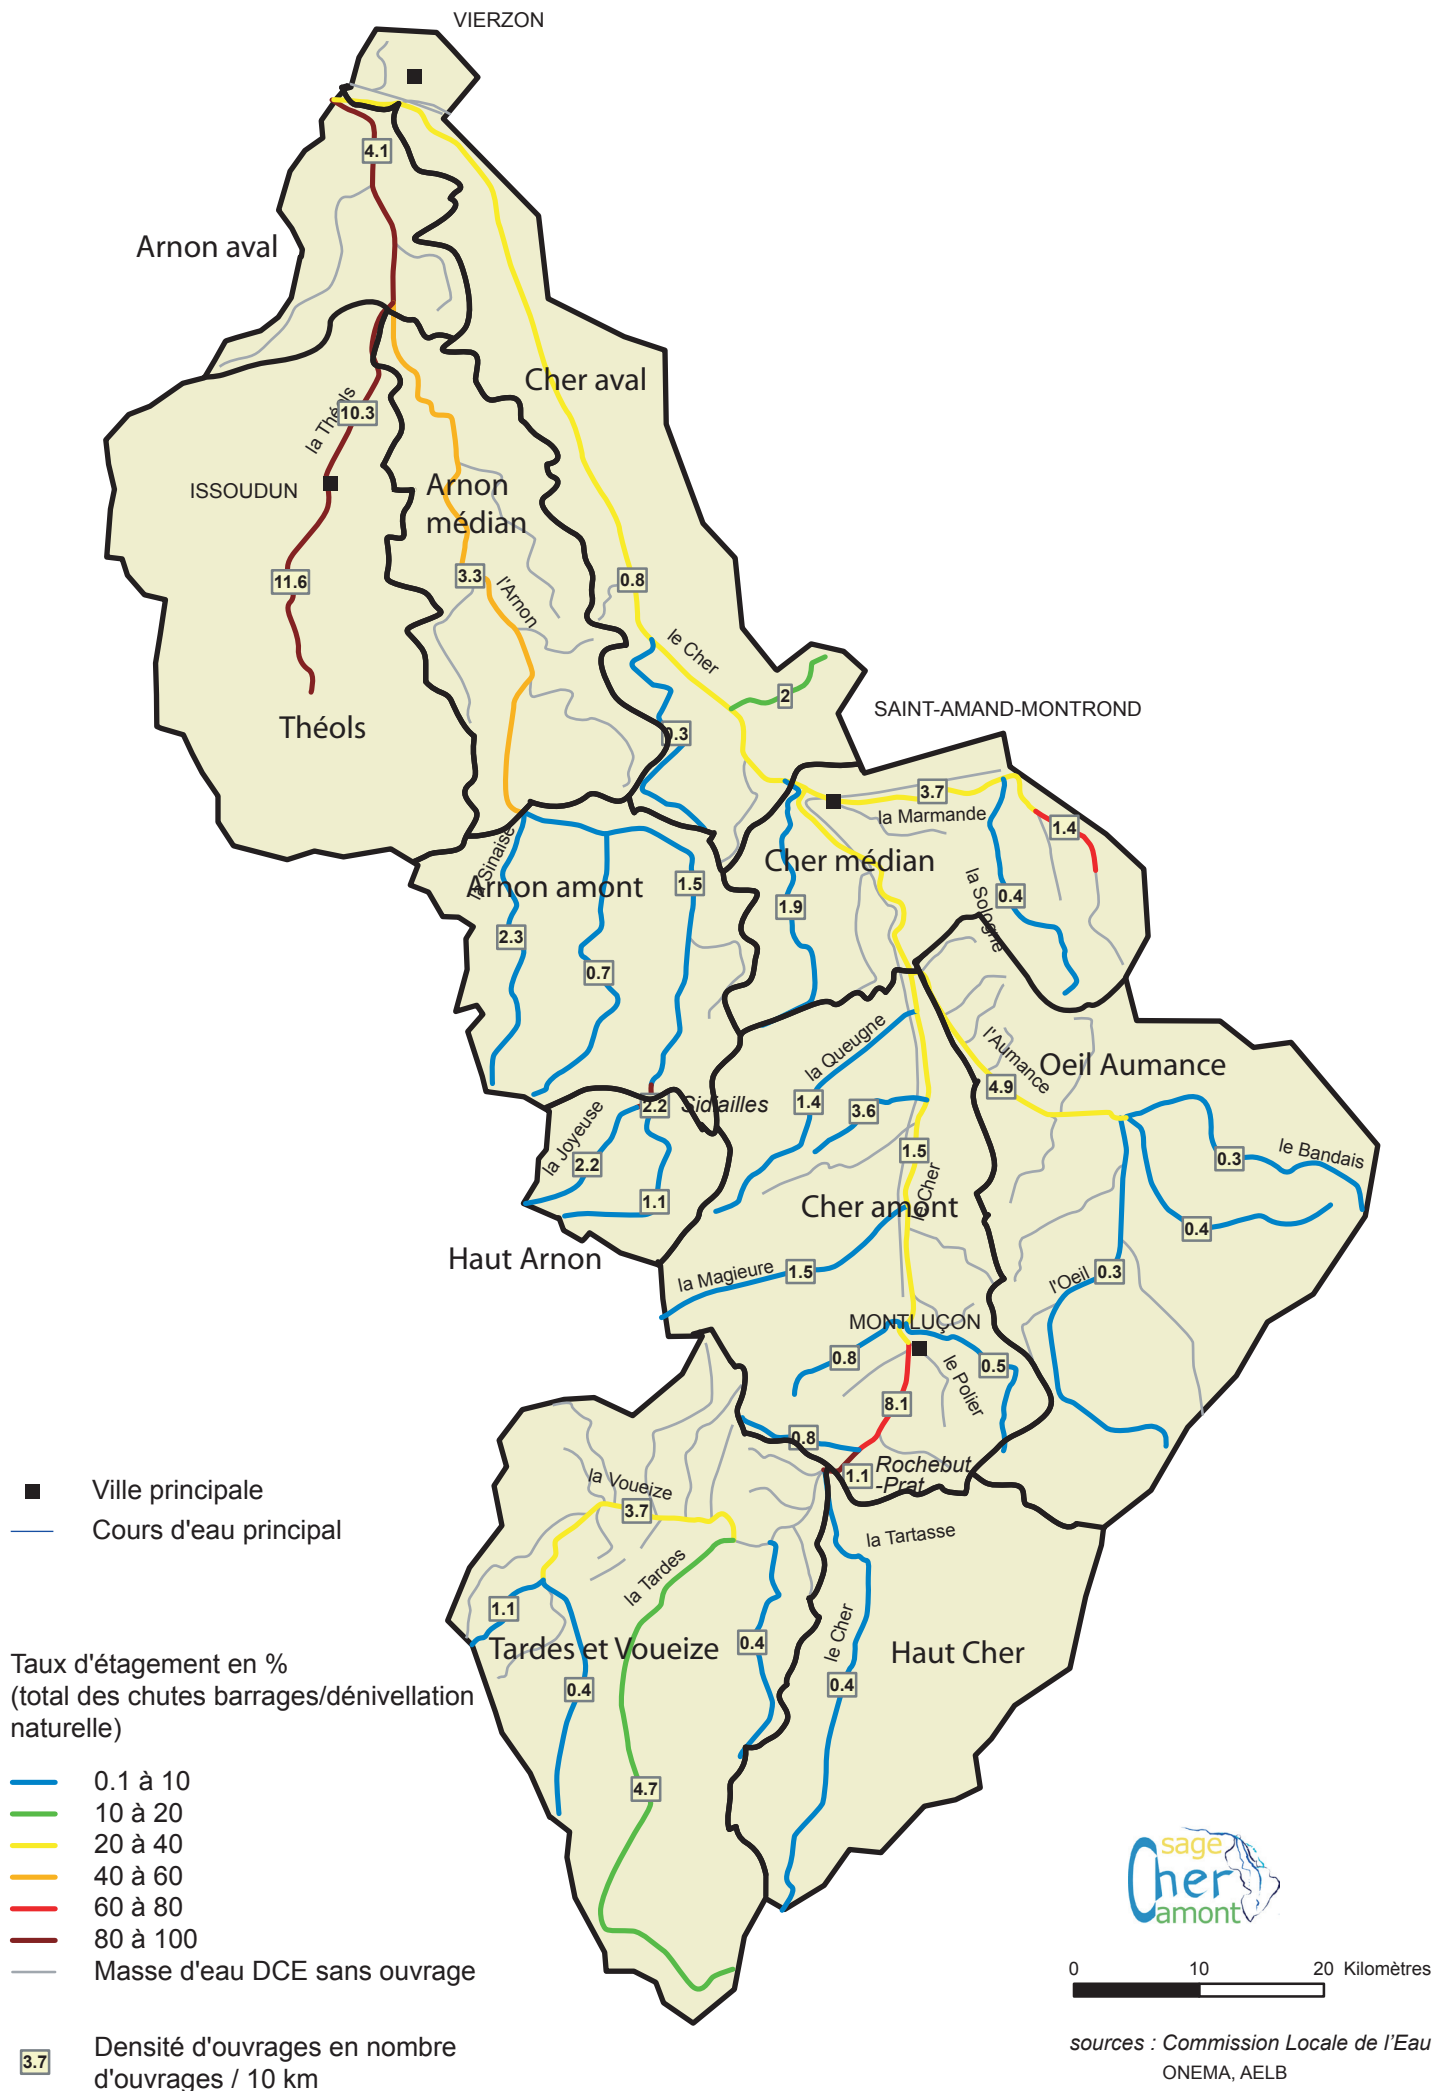 VIERZON
4.1
Arnon aval
Cher aval
la Théols
10.3
ISSOUDUN
Arnon
médian
11.6
3.3
l'Arnon
0.8
le Cher
2
Théols
0.3
SAINT-AMAND-MONTROND
3.7
la Marmande
1.4
la Sinaise
Cher médian
Arnon amont
1.5
la Sologne
0.4
1.9
2.3
0.7
la Queugne
l'Aumance
Oeil Aumance
4.9
2.2
Sidiailles
1.4
3.6
la Joyeuse
2.2
1.5
le Bandais
0.3
1.1
le Cher
Cher amont
0.4
Haut Arnon
la Magieure
1.5
l'Oeil
0.3
MONTLUÇON
0.8
le Polier
0.5
8.1
0.8
1.1
Rochebut
-Prat
la Voueize
3.7
la Tartasse
la Tardes
1.1
le Cher
Tardes et Voueize
0.4
Haut Cher
0.4
0.4
4.7
Ville principale
Cours d'eau principal
Taux d'étagement en %
(total des chutes barrages/dénivellation
naturelle)
0.1 à 10
10 à 20
20 à 40
40 à 60
60 à 80
80 à 100
Masse d'eau DCE sans ouvrage
3.7
Densité d'ouvrages en nombre
d'ouvrages / 10 km
sage
Cher
amont
0 10 20 Kilomètres
sources : Commission Locale de l'Eau
ONEMA, AELB